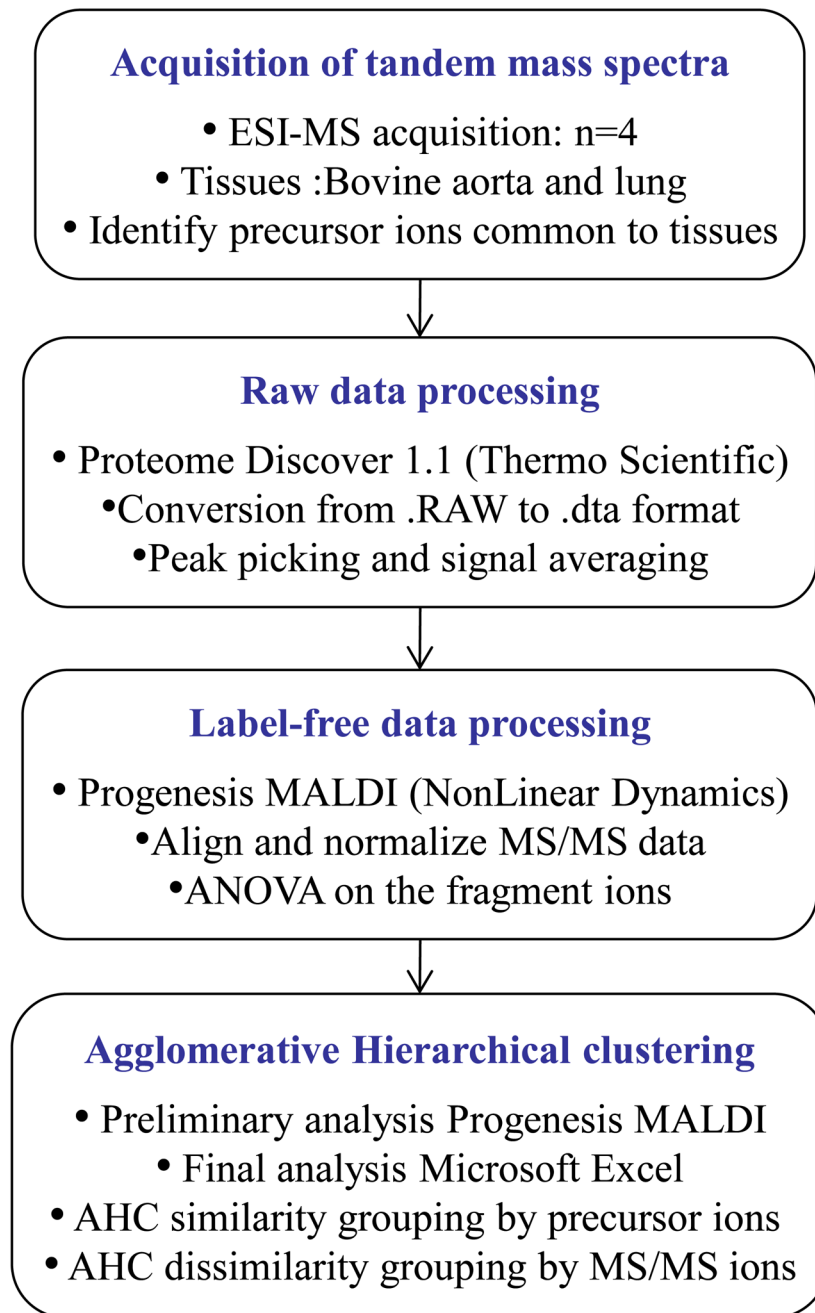 Acquisition of tandem mass spectra
• ESI-MS acquisition: n=4
• Tissues :Bovine aorta and lung
• Identify precursor ions common to tissues
Raw data processing
• Proteome Discover 1.1 (Thermo Scientific)
•Conversion from .RAW to .dta format
•Peak picking and signal averaging
Label-free data processing
• Progenesis MALDI (NonLinear Dynamics)
•Align and normalize MS/MS data
•ANOVA on the fragment ions
Agglomerative Hierarchical clustering
• Preliminary analysis Progenesis MALDI
• Final analysis Microsoft Excel
• AHC similarity grouping by precursor ions
• AHC dissimilarity grouping by MS/MS ions